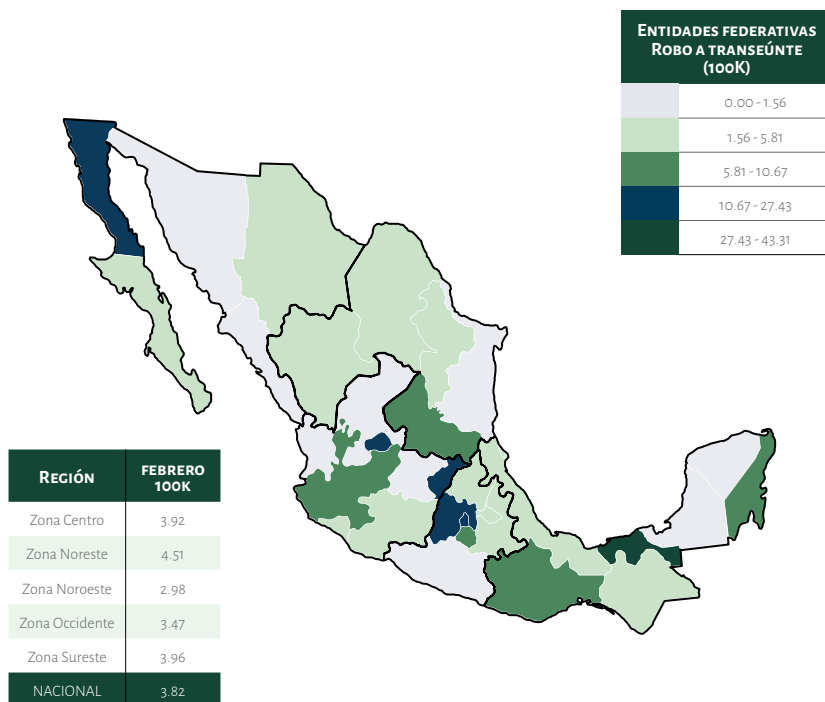 Entidades federativas
Robo a transeúnte
(100K)
0.00 - 1.56
1.56 - 5.81
5.81 - 10.67
10.67 - 27.43
27.43 - 43.31
Región febrero 100k
Zona Centro 3.92
Zona Noreste 4.51
Zona Noroeste 2.98
Zona Occidente 3.47
Zona Sureste 3.96
NACIONAL 3.82